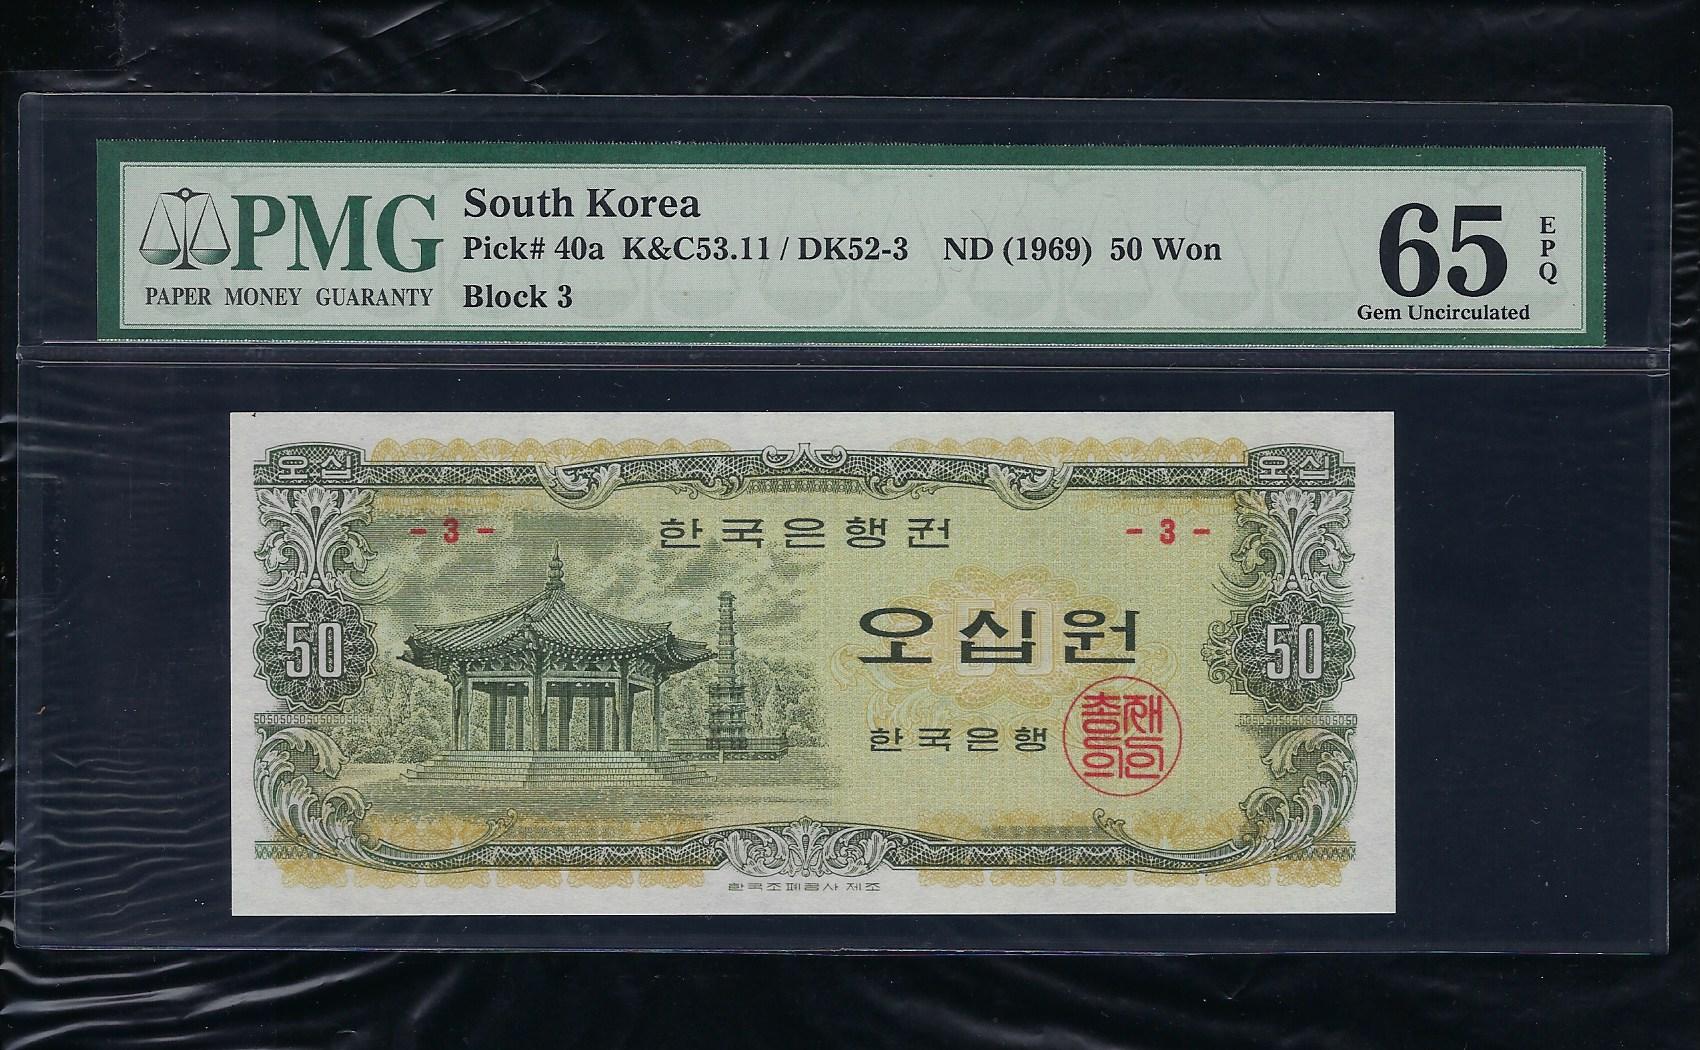 PMG
PAPER MONEY GUARANTY
South Korea
Pick# 40a K&C53.11 / DK52-3 ND (1969) 50 Won
Block 3
65
EPQ
Gem Uncirculated
오십 오십
- 3 - 한국은행권 - 3 -
50 오십원 50
50
한국은행
총재의인
한국조폐공사 제조